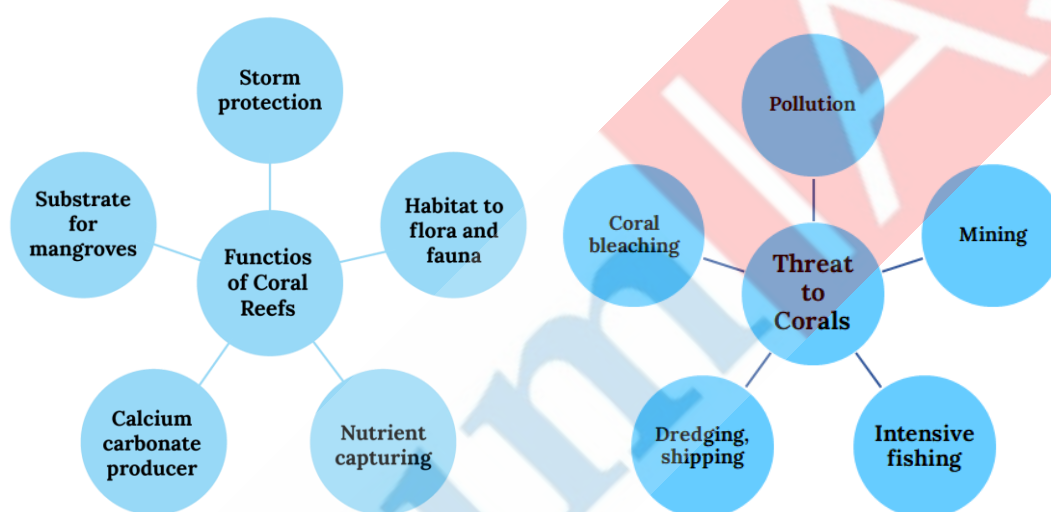 Storm
protection
Substrate
for
mangroves
Habitat to
flora and
fauna
Functios
of Coral
Reefs
Calcium
carbonate
producer
Nutrient
capturing
Pollution
Coral
bleaching
Mining
Threat
to
Corals
Dredging,
shipping
Intensive
fishing